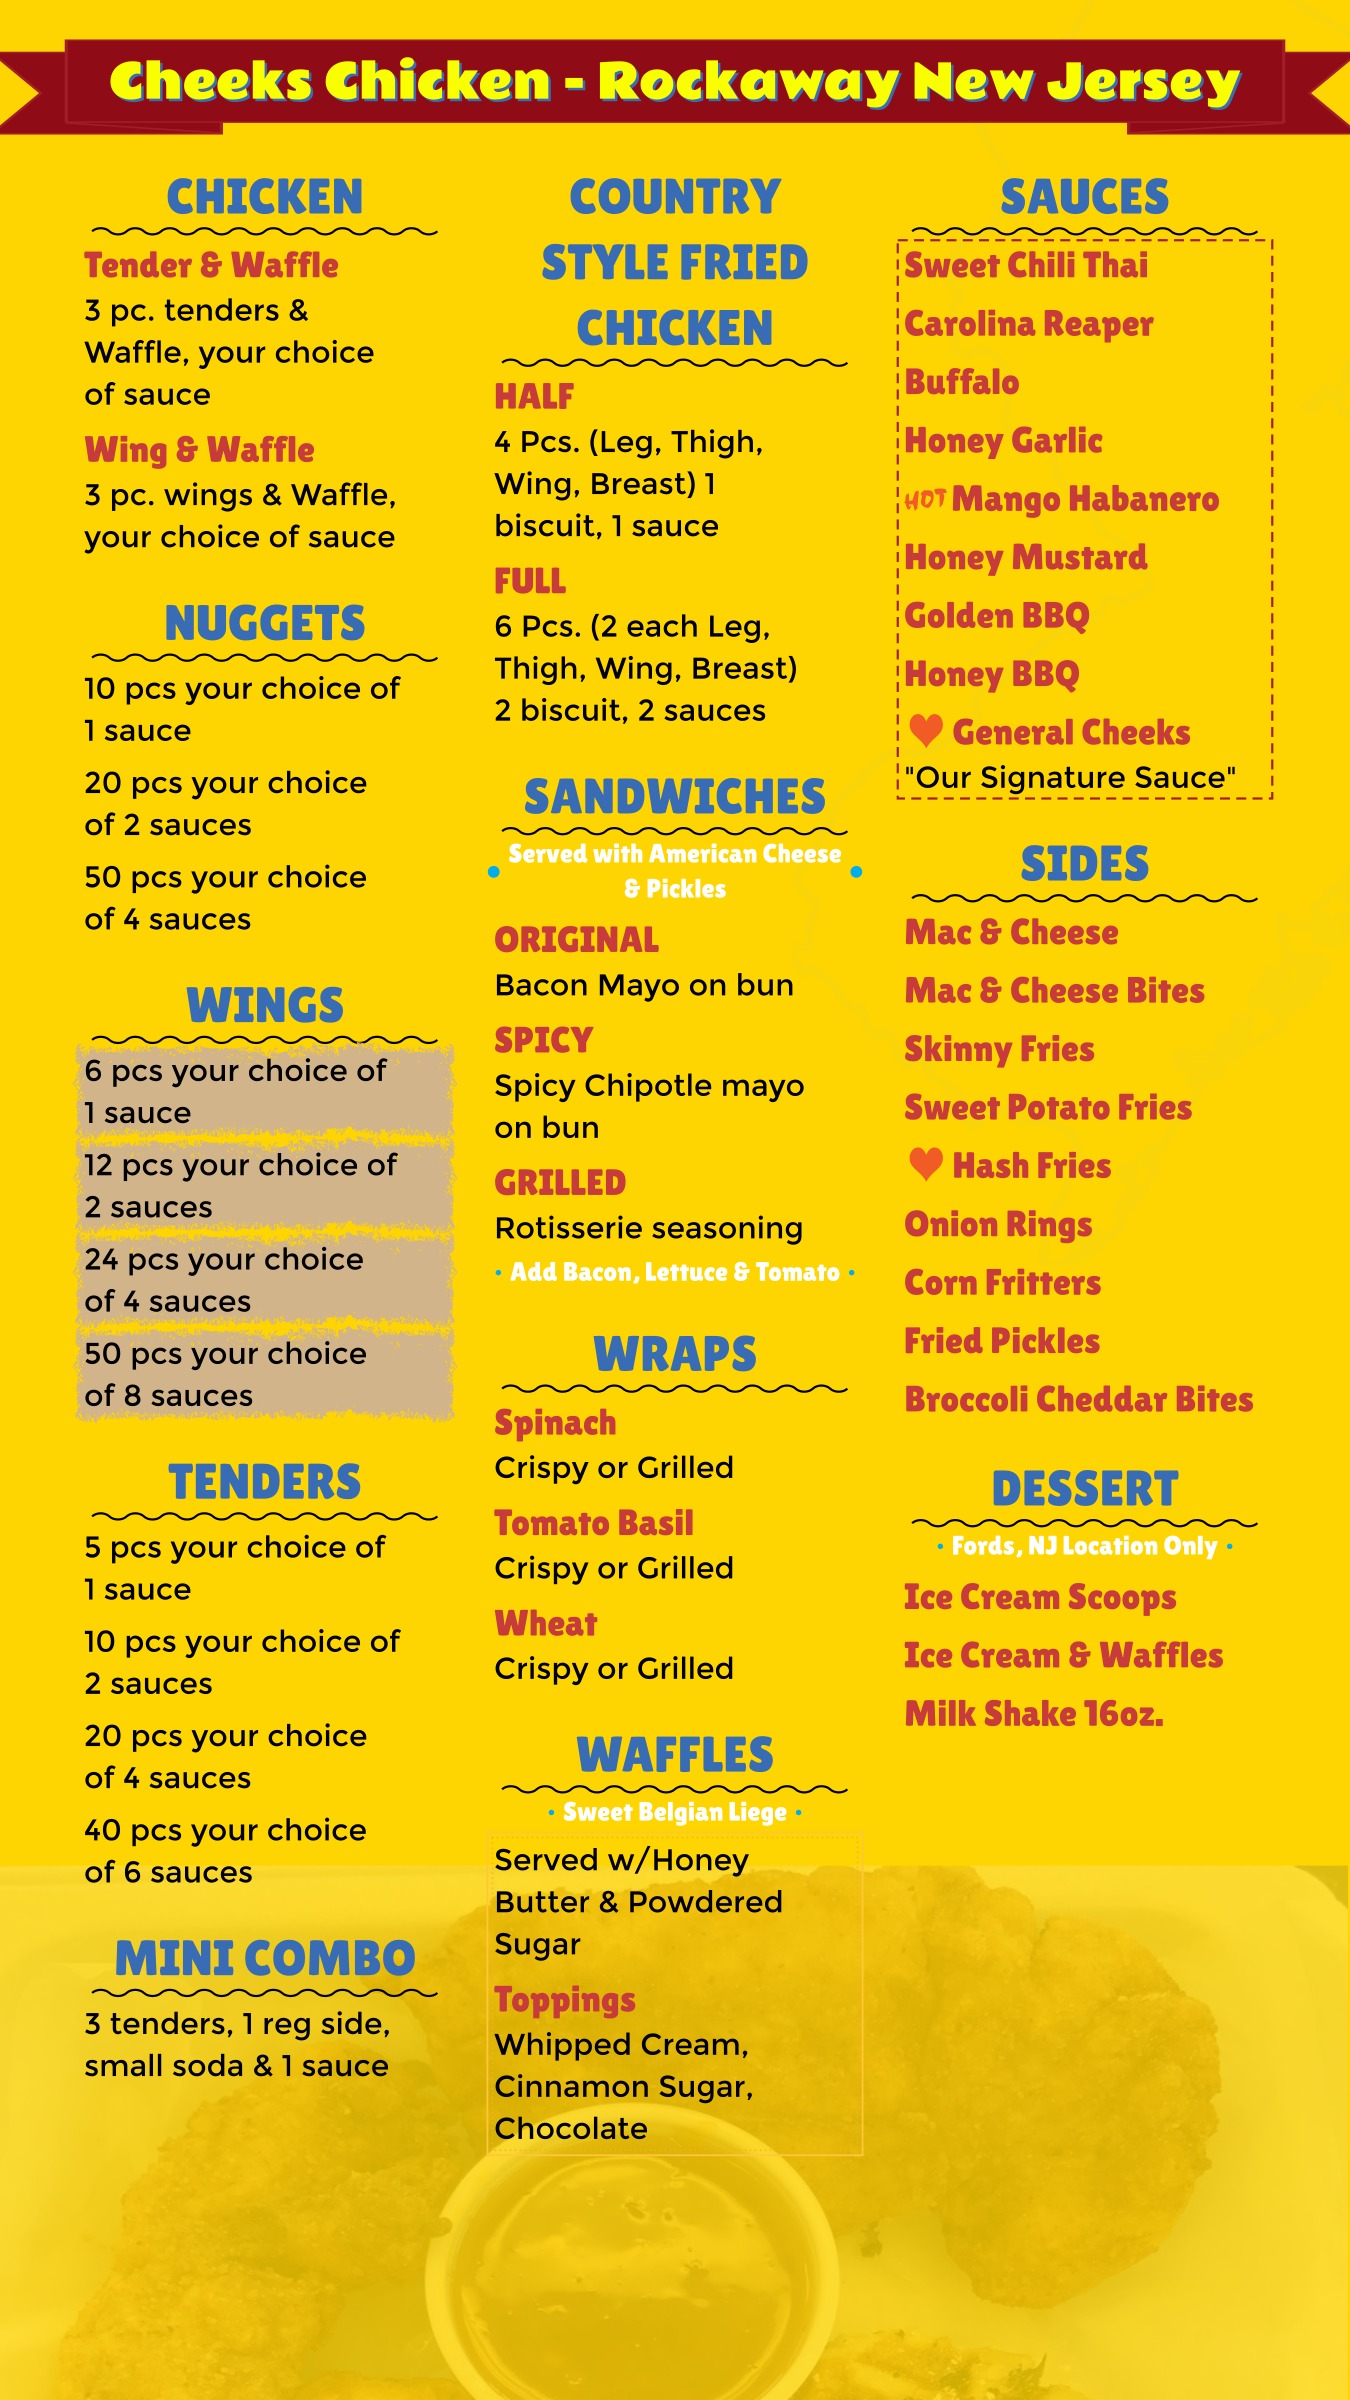 Cheeks Chicken - Rockaway New Jersey
CHICKEN
Tender & Waffle
3 pc. tenders &
Waffle, your choice
of sauce
Wing & Waffle
3 pc. wings & Waffle,
your choice of sauce
NUGGETS
10 pcs your choice of
1 sauce
20 pcs your choice
of 2 sauces
50 pcs your choice
of 4 sauces
WINGS
6 pcs your choice of
1 sauce
12 pcs your choice of
2 sauces
24 pcs your choice
of 4 sauces
50 pcs your choice
of 8 sauces
TENDERS
5 pcs your choice of
1 sauce
10 pcs your choice of
2 sauces
20 pcs your choice
of 4 sauces
40 pcs your choice
of 6 sauces
MINI COMBO
3 tenders, 1 reg side,
small soda & 1 sauce
COUNTRY
STYLE FRIED
CHICKEN
HALF
4 Pcs. (Leg, Thigh,
Wing, Breast) 1
biscuit, 1 sauce
FULL
6 Pcs. (2 each Leg,
Thigh, Wing, Breast)
2 biscuit, 2 sauces
SANDWICHES
Served with American Cheese
& Pickles
ORIGINAL
Bacon Mayo on bun
SPICY
Spicy Chipotle mayo
on bun
GRILLED
Rotisserie seasoning
Add Bacon, Lettuce & Tomato
WRAPS
Spinach
Crispy or Grilled
Tomato Basil
Crispy or Grilled
Wheat
Crispy or Grilled
WAFFLES
Sweet Belgian Liege
Served w/Honey
Butter & Powdered
Sugar
Toppings
Whipped Cream,
Cinnamon Sugar,
Chocolate
SAUCES
Sweet Chili Thai
Carolina Reaper
Buffalo
Honey Garlic
HOT Mango Habanero
Honey Mustard
Golden BBQ
Honey BBQ
General Cheeks
"Our Signature Sauce"
SIDES
Mac & Cheese
Mac & Cheese Bites
Skinny Fries
Sweet Potato Fries
Hash Fries
Onion Rings
Corn Fritters
Fried Pickles
Broccoli Cheddar Bites
DESSERT
Fords, NJ Location Only
Ice Cream Scoops
Ice Cream & Waffles
Milk Shake 16oz.